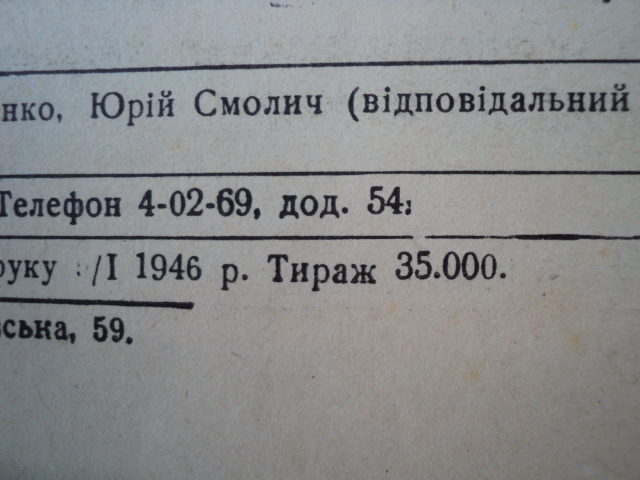 нко, Юрій Смолич (відповідальний
Телефон 4-02-69, дод. 54.
руку /I 1946 р. Тираж 35.000.
ська, 59.